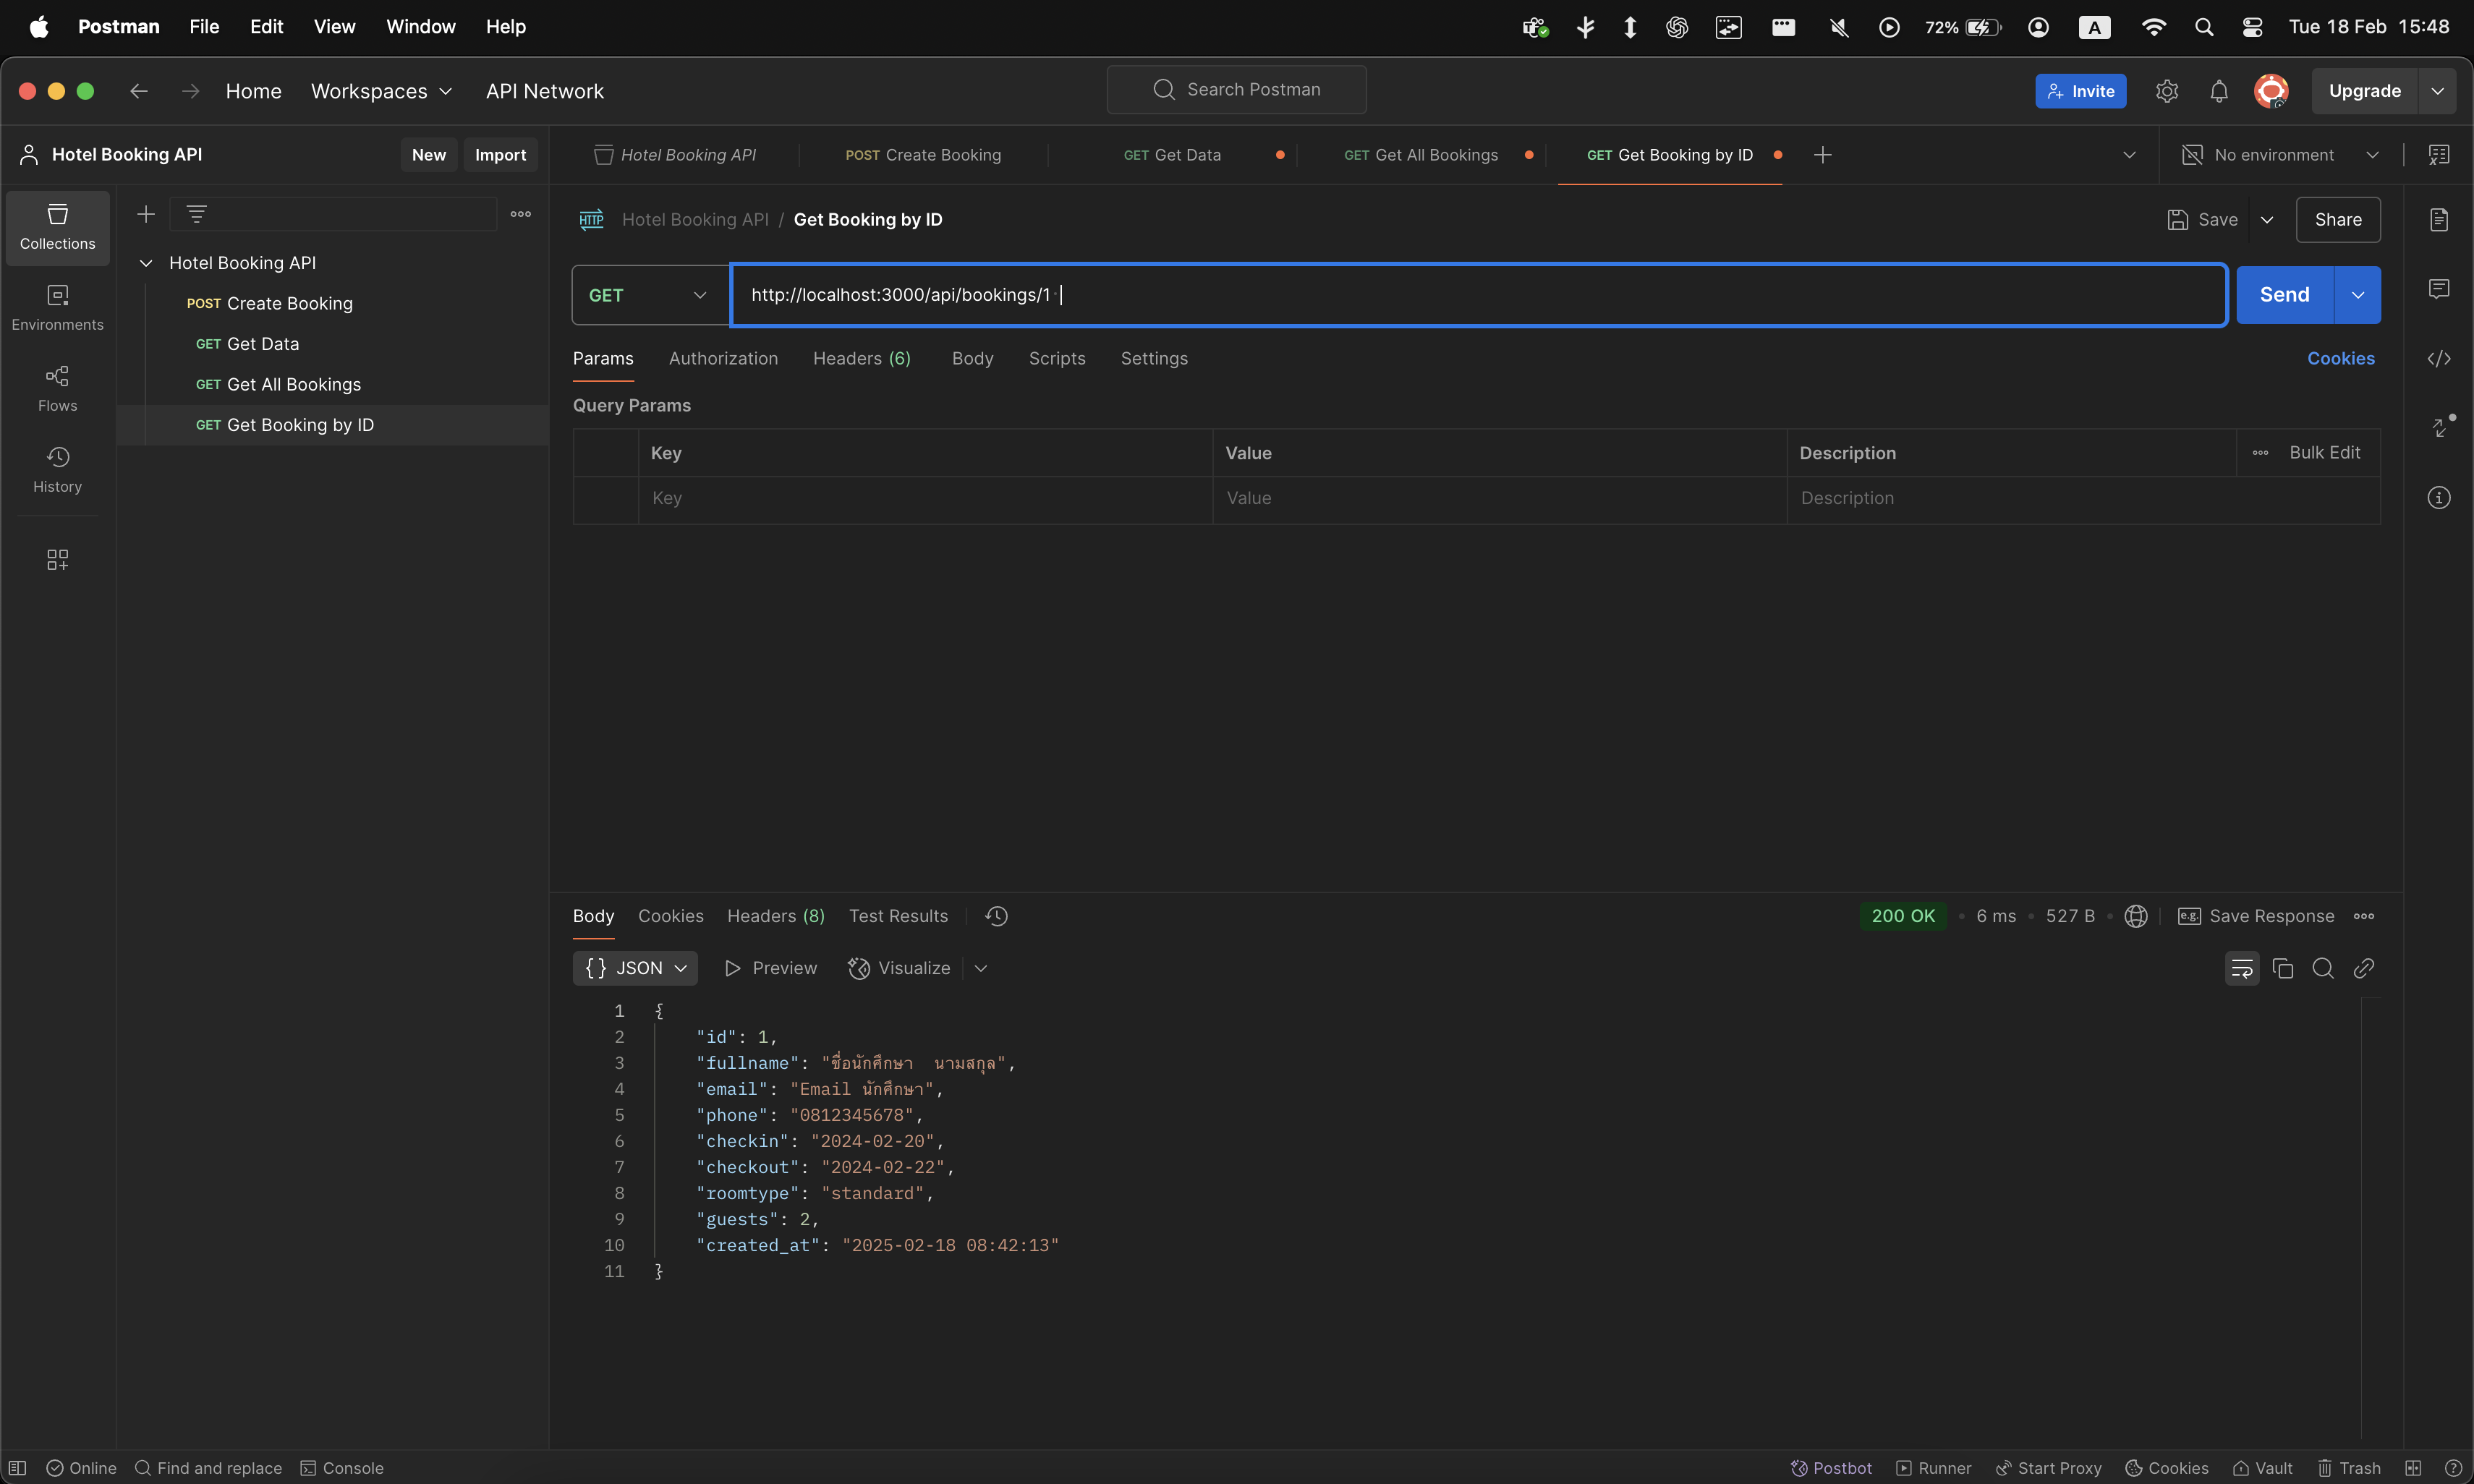 Postman File Edit View Window Help 72% A Tue 18 Feb 15:48
Home Workspaces API Network Search Postman Invite Upgrade
Hotel Booking API New Import Hotel Booking API POST Create Booking GET Get Data GET Get All Bookings GET Get Booking by ID No environment
Collections
Environments
Flows
History
Hotel Booking API
POST Create Booking
GET Get Data
GET Get All Bookings
GET Get Booking by ID
HTTP Hotel Booking API / Get Booking by ID Save Share
GET http://localhost:3000/api/bookings/1 Send
Params Authorization Headers (6) Body Scripts Settings Cookies
Query Params
Key Value Description Bulk Edit
Key Value Description
Body Cookies Headers (8) Test Results 200 OK 6 ms 527 B e.g. Save Response
{} JSON Preview Visualize
1 {
2 "id": 1,
3 "fullname": "ชื่อนักศึกษา  นามสกุล",
4 "email": "Email นักศึกษา",
5 "phone": "0812345678",
6 "checkin": "2024-02-20",
7 "checkout": "2024-02-22",
8 "roomtype": "standard",
9 "guests": 2,
10 "created_at": "2025-02-18 08:42:13"
11 }
Online Find and replace Console Postbot Runner Start Proxy Cookies Vault Trash